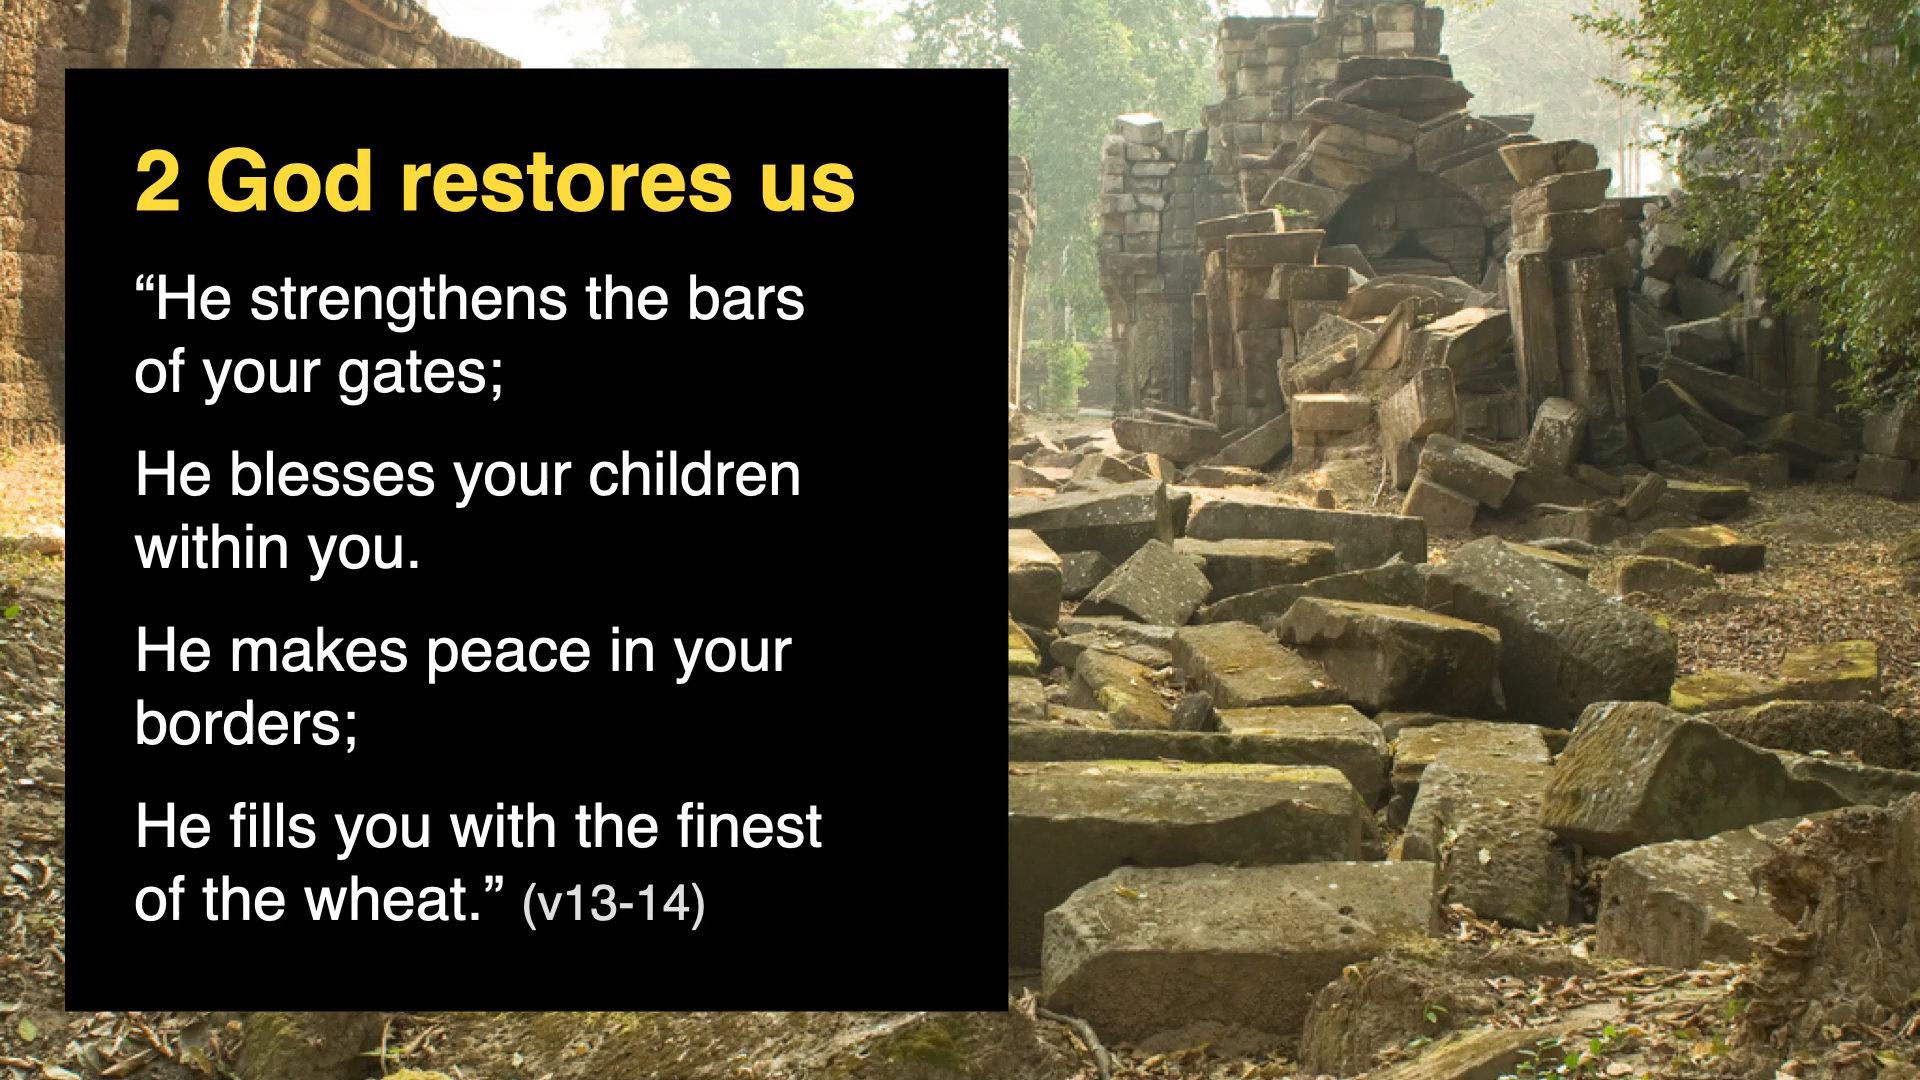 2 God restores us
“He strengthens the bars
of your gates;
He blesses your children
within you.
He makes peace in your
borders;
He fills you with the finest
of the wheat.” (v13-14)